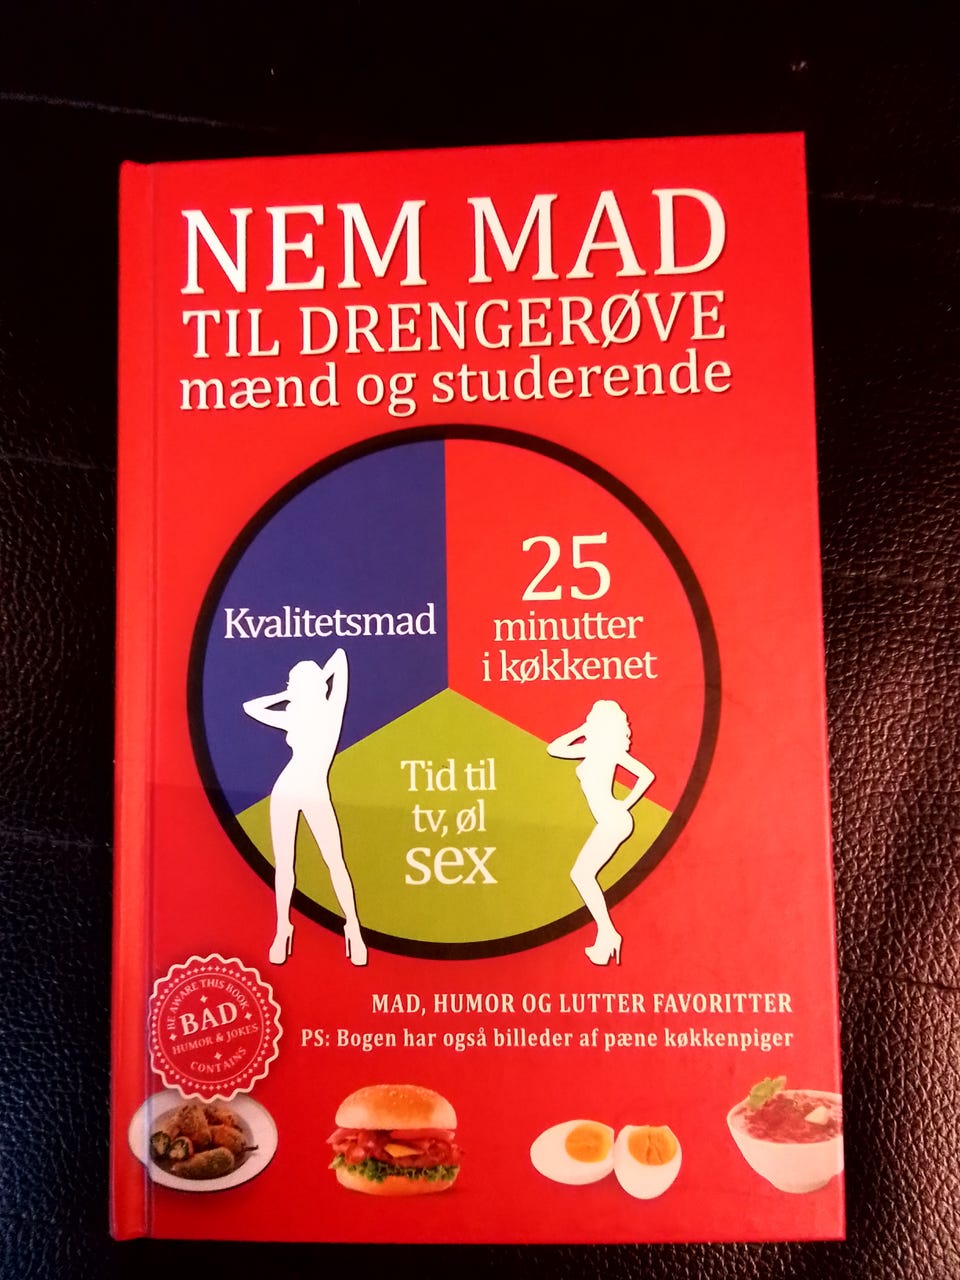 NEM MAD
TIL DRENGERØVE
mænd og studerende
Kvalitetsmad
25
minutter
i køkkenet
Tid til
tv, øl
sex
MAD, HUMOR OG LUTTER FAVORITTER
PS: Bogen har også billeder af pæne køkkenpiger
AWARE THIS BOOK
BAD
HUMOR & JOKES
CONTAINS